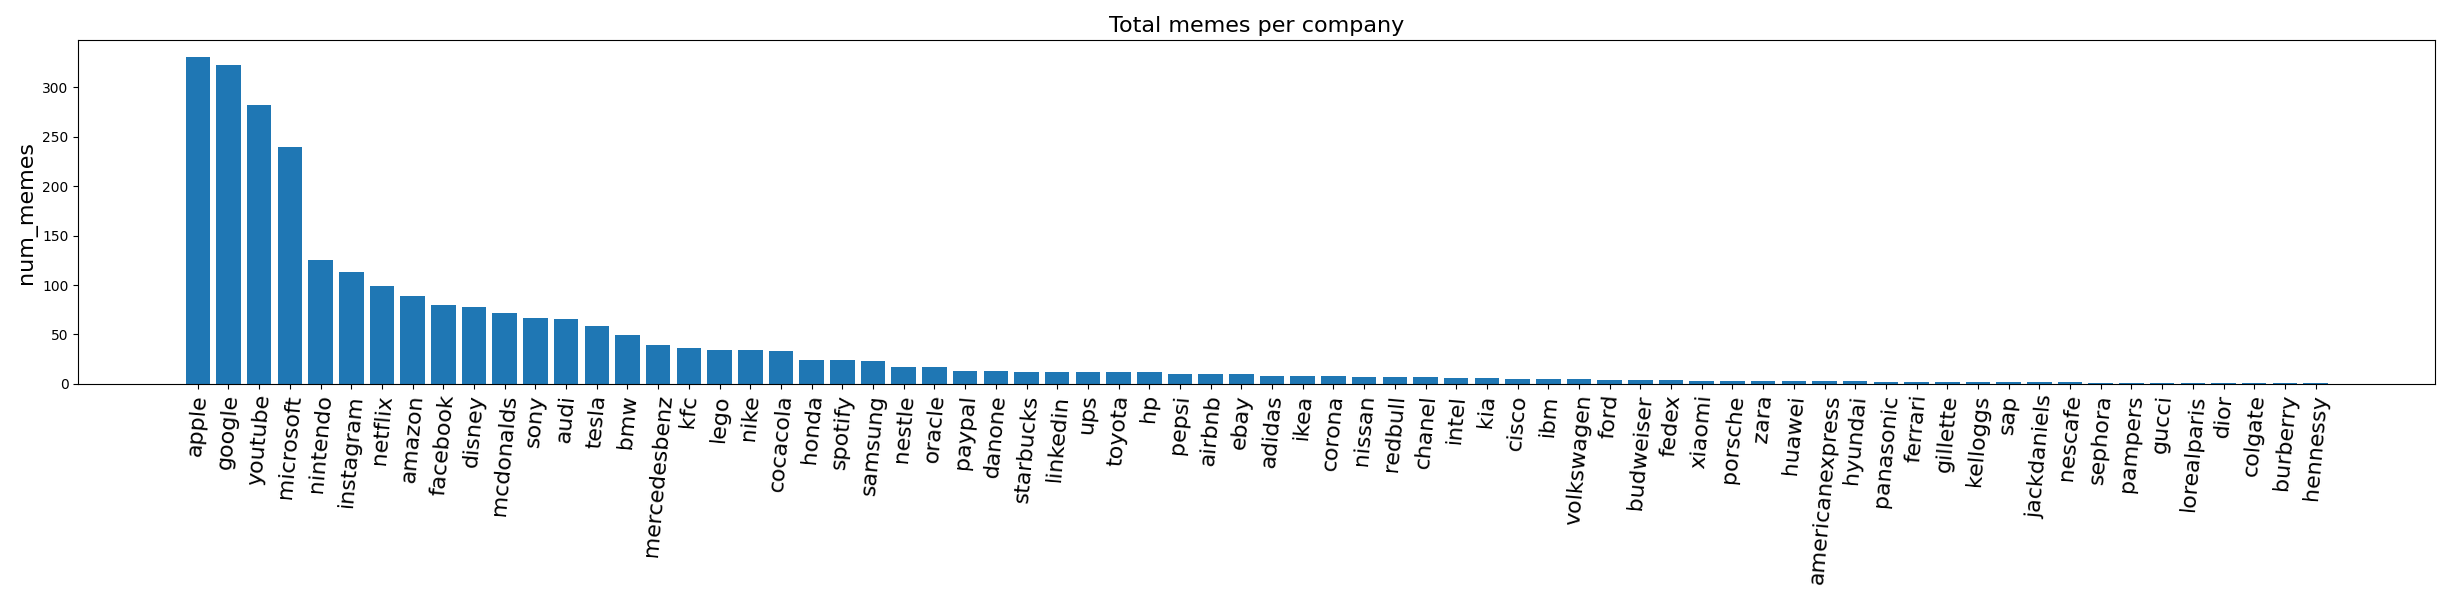 Total memes per company
num_memes
300
250
200
150
100
50
0
apple
google
youtube
microsoft
nintendo
instagram
netflix
amazon
facebook
disney
mcdonalds
sony
audi
tesla
bmw
mercedesbenz
kfc
lego
nike
cocacola
honda
spotify
samsung
nestle
oracle
paypal
danone
starbucks
linkedin
ups
toyota
hp
pepsi
airbnb
ebay
adidas
ikea
corona
nissan
redbull
chanel
intel
kia
cisco
ibm
volkswagen
ford
budweiser
fedex
xiaomi
porsche
zara
huawei
americanexpress
hyundai
panasonic
ferrari
gillette
kelloggs
sap
jackdaniels
nescafe
sephora
pampers
gucci
lorealparis
dior
colgate
burberry
hennessy